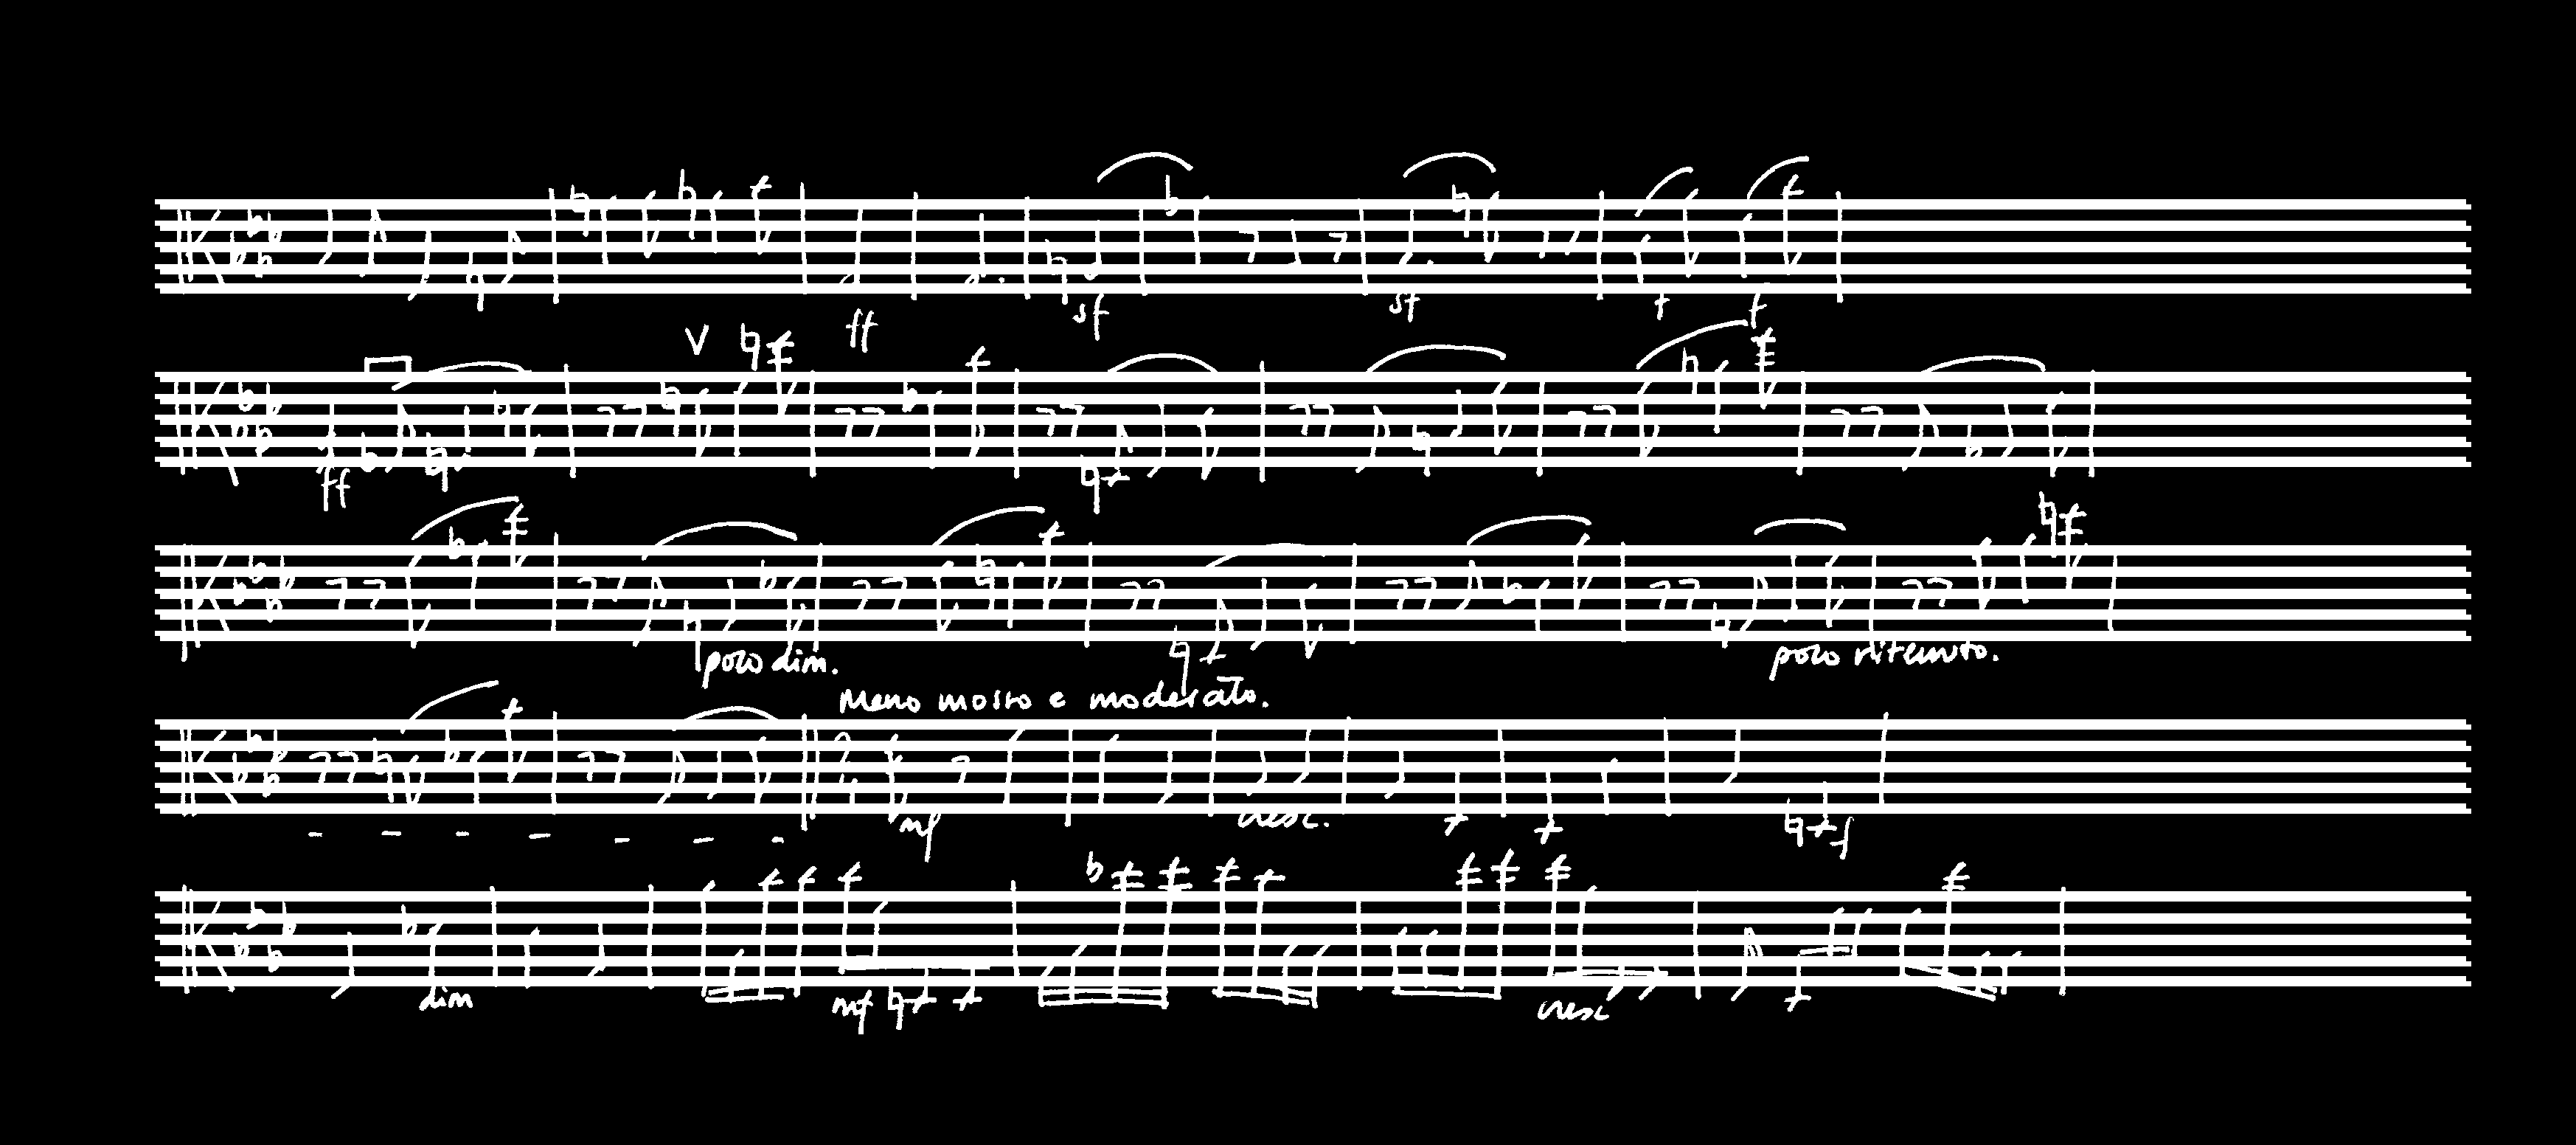 ff
sf sf f f
V
ff
poco dim. poco ritenuto.
Meno mosso e moderato.
mf cresc. f
dim mf cresc